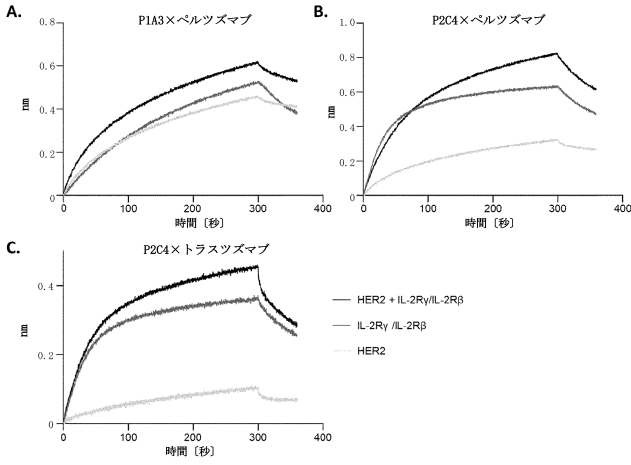 A.
P1A3×ペルツズマブ
0.8
0.6
0.4
0.2
0
nm
0 100 200 300 400
時間〔秒〕
B.
P2C4×ペルツズマブ
1.0
0.8
0.6
0.4
0.2
0
nm
0 100 200 300 400
時間〔秒〕
C.
P2C4×トラスツズマブ
0.4
0.2
0
nm
0 100 200 300 400
時間〔秒〕
HER2 + IL-2Rγ/IL-2Rβ
IL-2Rγ /IL-2Rβ
HER2